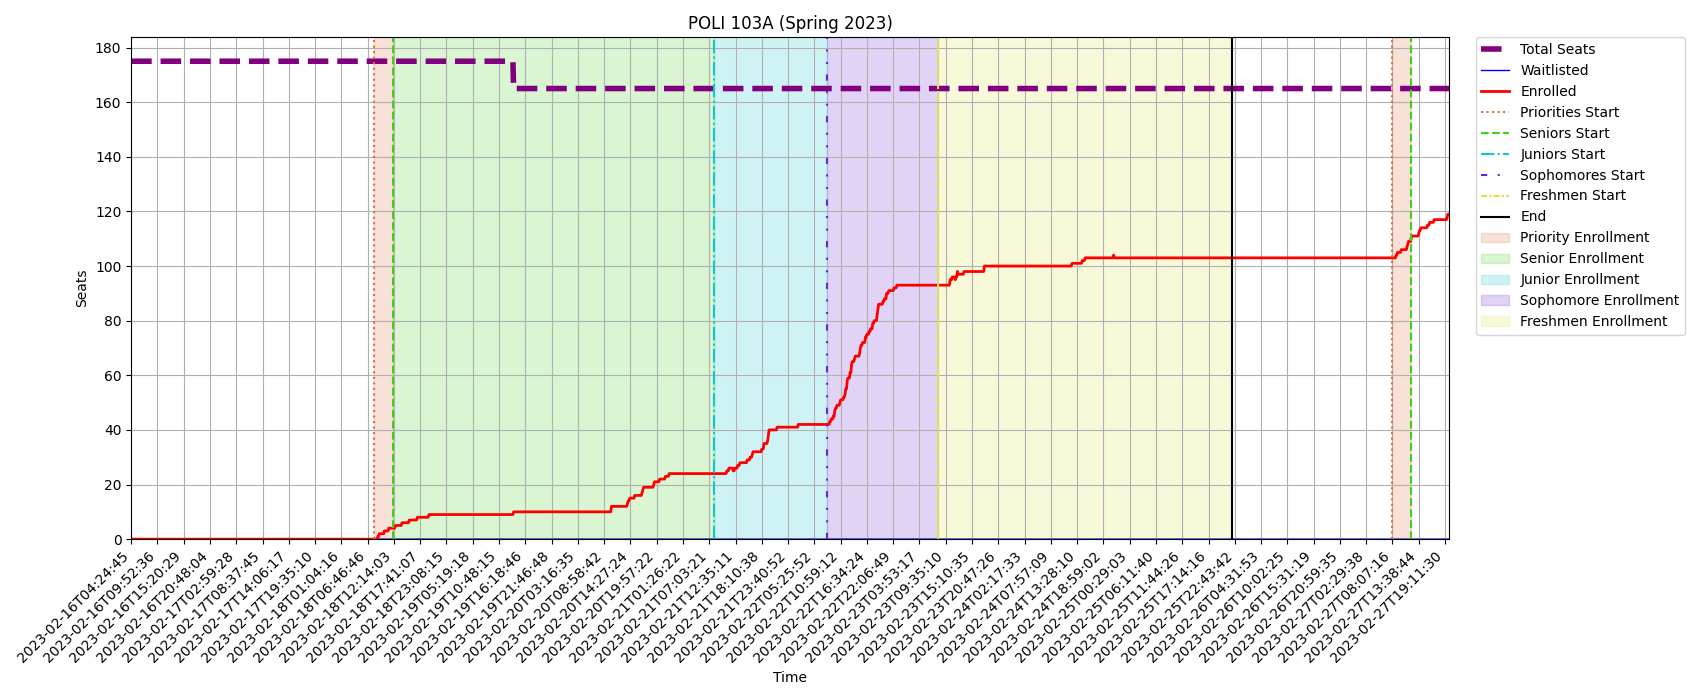 POLI 103A (Spring 2023)
Seats
180
160
140
120
100
80
60
40
20
0
2023-02-16T04:24:45
2023-02-16T09:52:36
2023-02-16T15:20:29
2023-02-16T20:48:04
2023-02-17T02:59:28
2023-02-17T08:37:45
2023-02-17T14:06:17
2023-02-17T19:35:10
2023-02-18T01:04:16
2023-02-18T06:46:46
2023-02-18T12:14:03
2023-02-18T17:41:07
2023-02-18T23:08:15
2023-02-19T05:19:18
2023-02-19T10:48:15
2023-02-19T16:18:46
2023-02-19T21:46:48
2023-02-20T03:16:35
2023-02-20T08:58:42
2023-02-20T14:27:24
2023-02-20T19:57:22
2023-02-21T01:26:22
2023-02-21T07:03:21
2023-02-21T12:35:11
2023-02-21T18:10:38
2023-02-21T23:40:52
2023-02-22T05:25:52
2023-02-22T10:59:12
2023-02-22T16:34:24
2023-02-22T22:06:49
2023-02-23T03:53:17
2023-02-23T09:35:10
2023-02-23T15:10:35
2023-02-23T20:47:26
2023-02-24T02:17:33
2023-02-24T07:57:09
2023-02-24T13:28:10
2023-02-24T18:59:02
2023-02-25T00:29:03
2023-02-25T06:11:40
2023-02-25T11:44:26
2023-02-25T17:14:16
2023-02-25T22:43:42
2023-02-26T04:31:53
2023-02-26T10:02:25
2023-02-26T15:31:19
2023-02-26T20:59:35
2023-02-27T02:29:38
2023-02-27T08:07:16
2023-02-27T13:38:44
2023-02-27T19:11:30
Time
Total Seats
Waitlisted
Enrolled
Priorities Start
Seniors Start
Juniors Start
Sophomores Start
Freshmen Start
End
Priority Enrollment
Senior Enrollment
Junior Enrollment
Sophomore Enrollment
Freshmen Enrollment